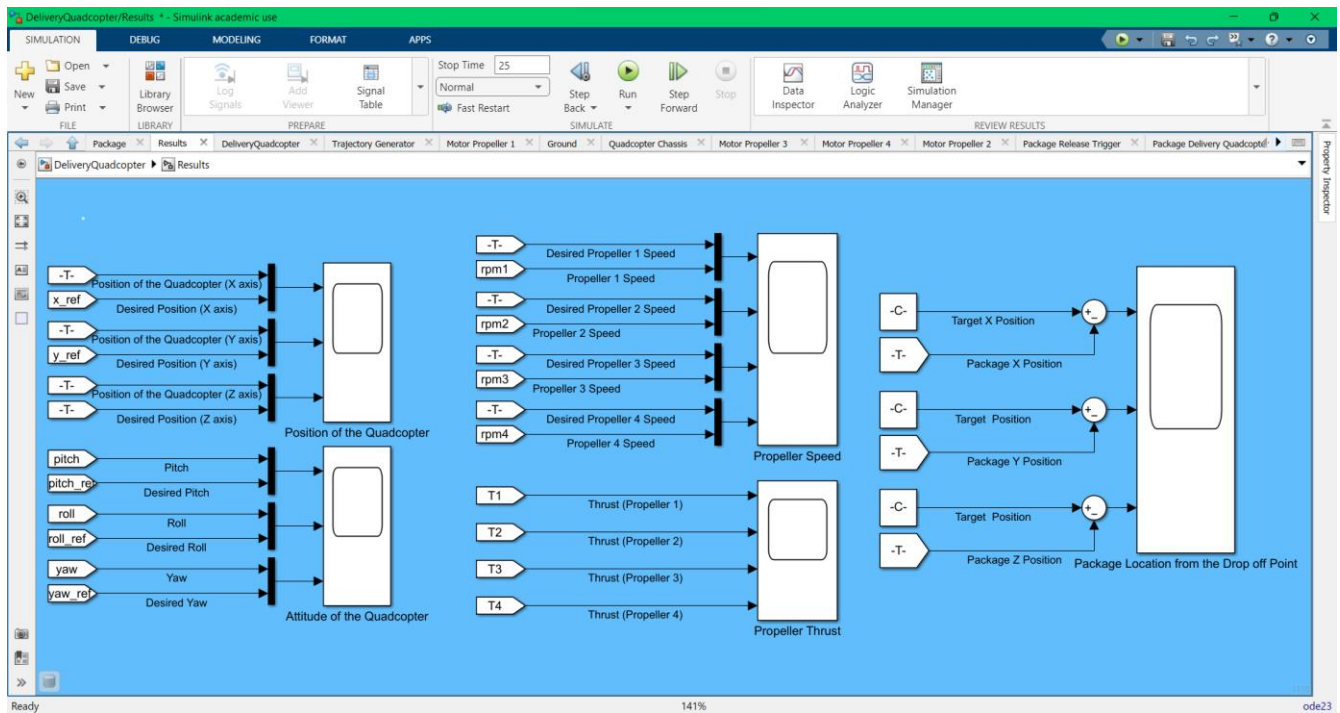 DeliveryQuadcopter/Results * - Simulink academic use
SIMULATION DEBUG MODELING FORMAT APPS
New
Open
Save
Print
FILE
Library Browser
LIBRARY
Log Signals
Add Viewer
Signal Table
PREPARE
Stop Time 25
Normal
Fast Restart
Step Back
Run
Step Forward
Stop
SIMULATE
Data Inspector
Logic Analyzer
Simulation Manager
REVIEW RESULTS
Package Results DeliveryQuadcopter Trajectory Generator Motor Propeller 1 Ground Quadcopter Chassis Motor Propeller 3 Motor Propeller 4 Motor Propeller 2 Package Release Trigger Package Delivery Quadcopte
Property Inspector
DeliveryQuadcopter Results
-T-
Position of the Quadcopter (X axis)
x_ref
Desired Position (X axis)
-T-
Position of the Quadcopter (Y axis)
y_ref
Desired Position (Y axis)
-T-
Position of the Quadcopter (Z axis)
-T-
Desired Position (Z axis)
Position of the Quadcopter
pitch
Pitch
pitch_ref
Desired Pitch
roll
Roll
roll_ref
Desired Roll
yaw
Yaw
yaw_ref
Desired Yaw
Attitude of the Quadcopter
-T-
Desired Propeller 1 Speed
rpm1
Propeller 1 Speed
-T-
Desired Propeller 2 Speed
rpm2
Propeller 2 Speed
-T-
Desired Propeller 3 Speed
rpm3
Propeller 3 Speed
-T-
Desired Propeller 4 Speed
rpm4
Propeller 4 Speed
Propeller Speed
T1
Thrust (Propeller 1)
T2
Thrust (Propeller 2)
T3
Thrust (Propeller 3)
T4
Thrust (Propeller 4)
Propeller Thrust
-C-
Target X Position
-T-
Package X Position
-C-
Target Position
-T-
Package Y Position
-C-
Target Position
-T-
Package Z Position
Package Location from the Drop off Point
Ready
141%
ode23